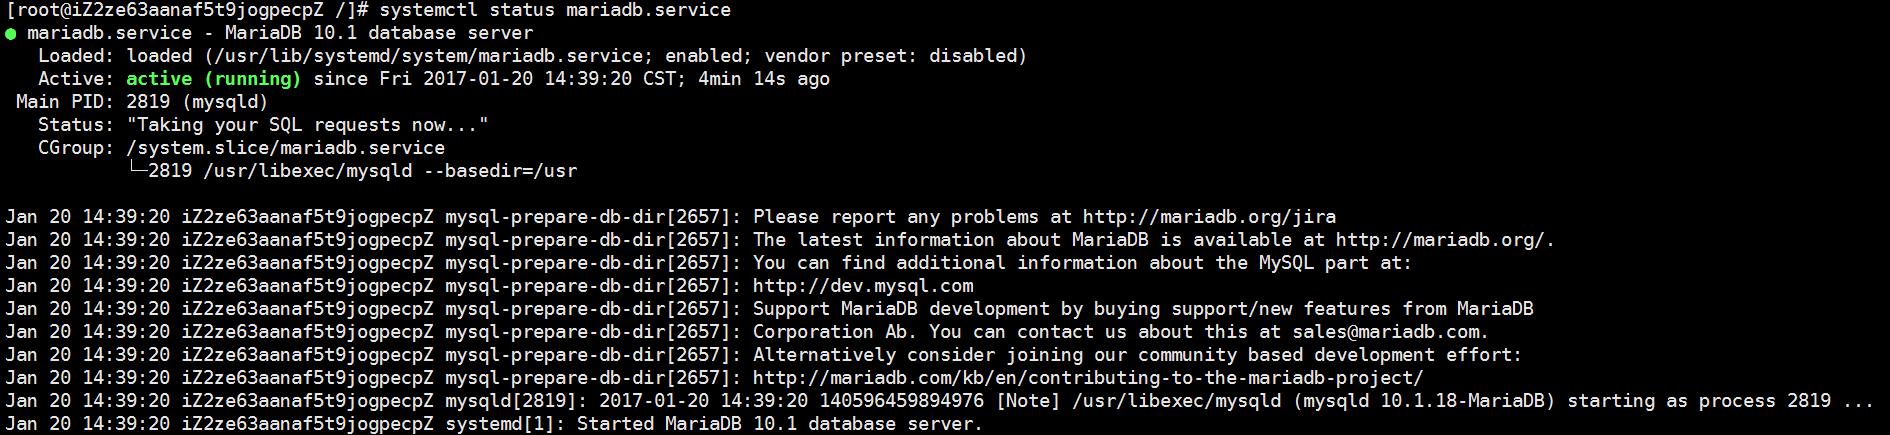 [root@iZ2ze63aanaf5t9jogpecpZ /]# systemctl status mariadb.service
● mariadb.service - MariaDB 10.1 database server
   Loaded: loaded (/usr/lib/systemd/system/mariadb.service; enabled; vendor preset: disabled)
   Active: active (running) since Fri 2017-01-20 14:39:20 CST; 4min 14s ago
 Main PID: 2819 (mysqld)
   Status: "Taking your SQL requests now..."
   CGroup: /system.slice/mariadb.service
           └─2819 /usr/libexec/mysqld --basedir=/usr

Jan 20 14:39:20 iZ2ze63aanaf5t9jogpecpZ mysql-prepare-db-dir[2657]: Please report any problems at http://mariadb.org/jira
Jan 20 14:39:20 iZ2ze63aanaf5t9jogpecpZ mysql-prepare-db-dir[2657]: The latest information about MariaDB is available at http://mariadb.org/.
Jan 20 14:39:20 iZ2ze63aanaf5t9jogpecpZ mysql-prepare-db-dir[2657]: You can find additional information about the MySQL part at:
Jan 20 14:39:20 iZ2ze63aanaf5t9jogpecpZ mysql-prepare-db-dir[2657]: http://dev.mysql.com
Jan 20 14:39:20 iZ2ze63aanaf5t9jogpecpZ mysql-prepare-db-dir[2657]: Support MariaDB development by buying support/new features from MariaDB
Jan 20 14:39:20 iZ2ze63aanaf5t9jogpecpZ mysql-prepare-db-dir[2657]: Corporation Ab. You can contact us about this at sales@mariadb.com.
Jan 20 14:39:20 iZ2ze63aanaf5t9jogpecpZ mysql-prepare-db-dir[2657]: Alternatively consider joining our community based development effort:
Jan 20 14:39:20 iZ2ze63aanaf5t9jogpecpZ mysql-prepare-db-dir[2657]: http://mariadb.com/kb/en/contributing-to-the-mariadb-project/
Jan 20 14:39:20 iZ2ze63aanaf5t9jogpecpZ mysqld[2819]: 2017-01-20 14:39:20 140596459894976 [Note] /usr/libexec/mysqld (mysqld 10.1.18-MariaDB) starting as process 2819 ...
Jan 20 14:39:20 iZ2ze63aanaf5t9jogpecpZ systemd[1]: Started MariaDB 10.1 database server.